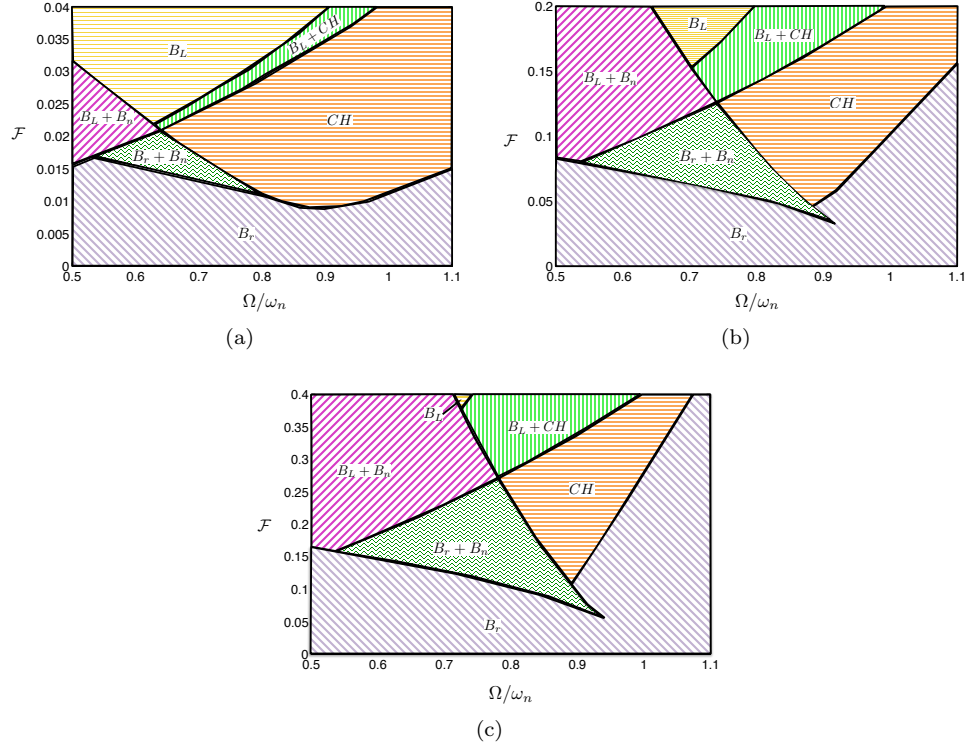 0.04
0.035
0.03
0.025
0.02
0.015
0.01
0.005
0
ℱ
B_L
B_L + CH
B_L + B_n
CH
B_r + B_n
B_r
0.5 0.6 0.7 0.8 0.9 1 1.1
Ω/ω_n
(a)
0.2
0.15
0.1
0.05
0
ℱ
B_L
B_L + CH
B_L + B_n
CH
B_r + B_n
B_r
0.5 0.6 0.7 0.8 0.9 1 1.1
Ω/ω_n
(b)
0.4
0.35
0.3
0.25
0.2
0.15
0.1
0.05
0
ℱ
B_L
B_L + CH
B_L + B_n
CH
B_r + B_n
B_r
0.5 0.6 0.7 0.8 0.9 1 1.1
Ω/ω_n
(c)